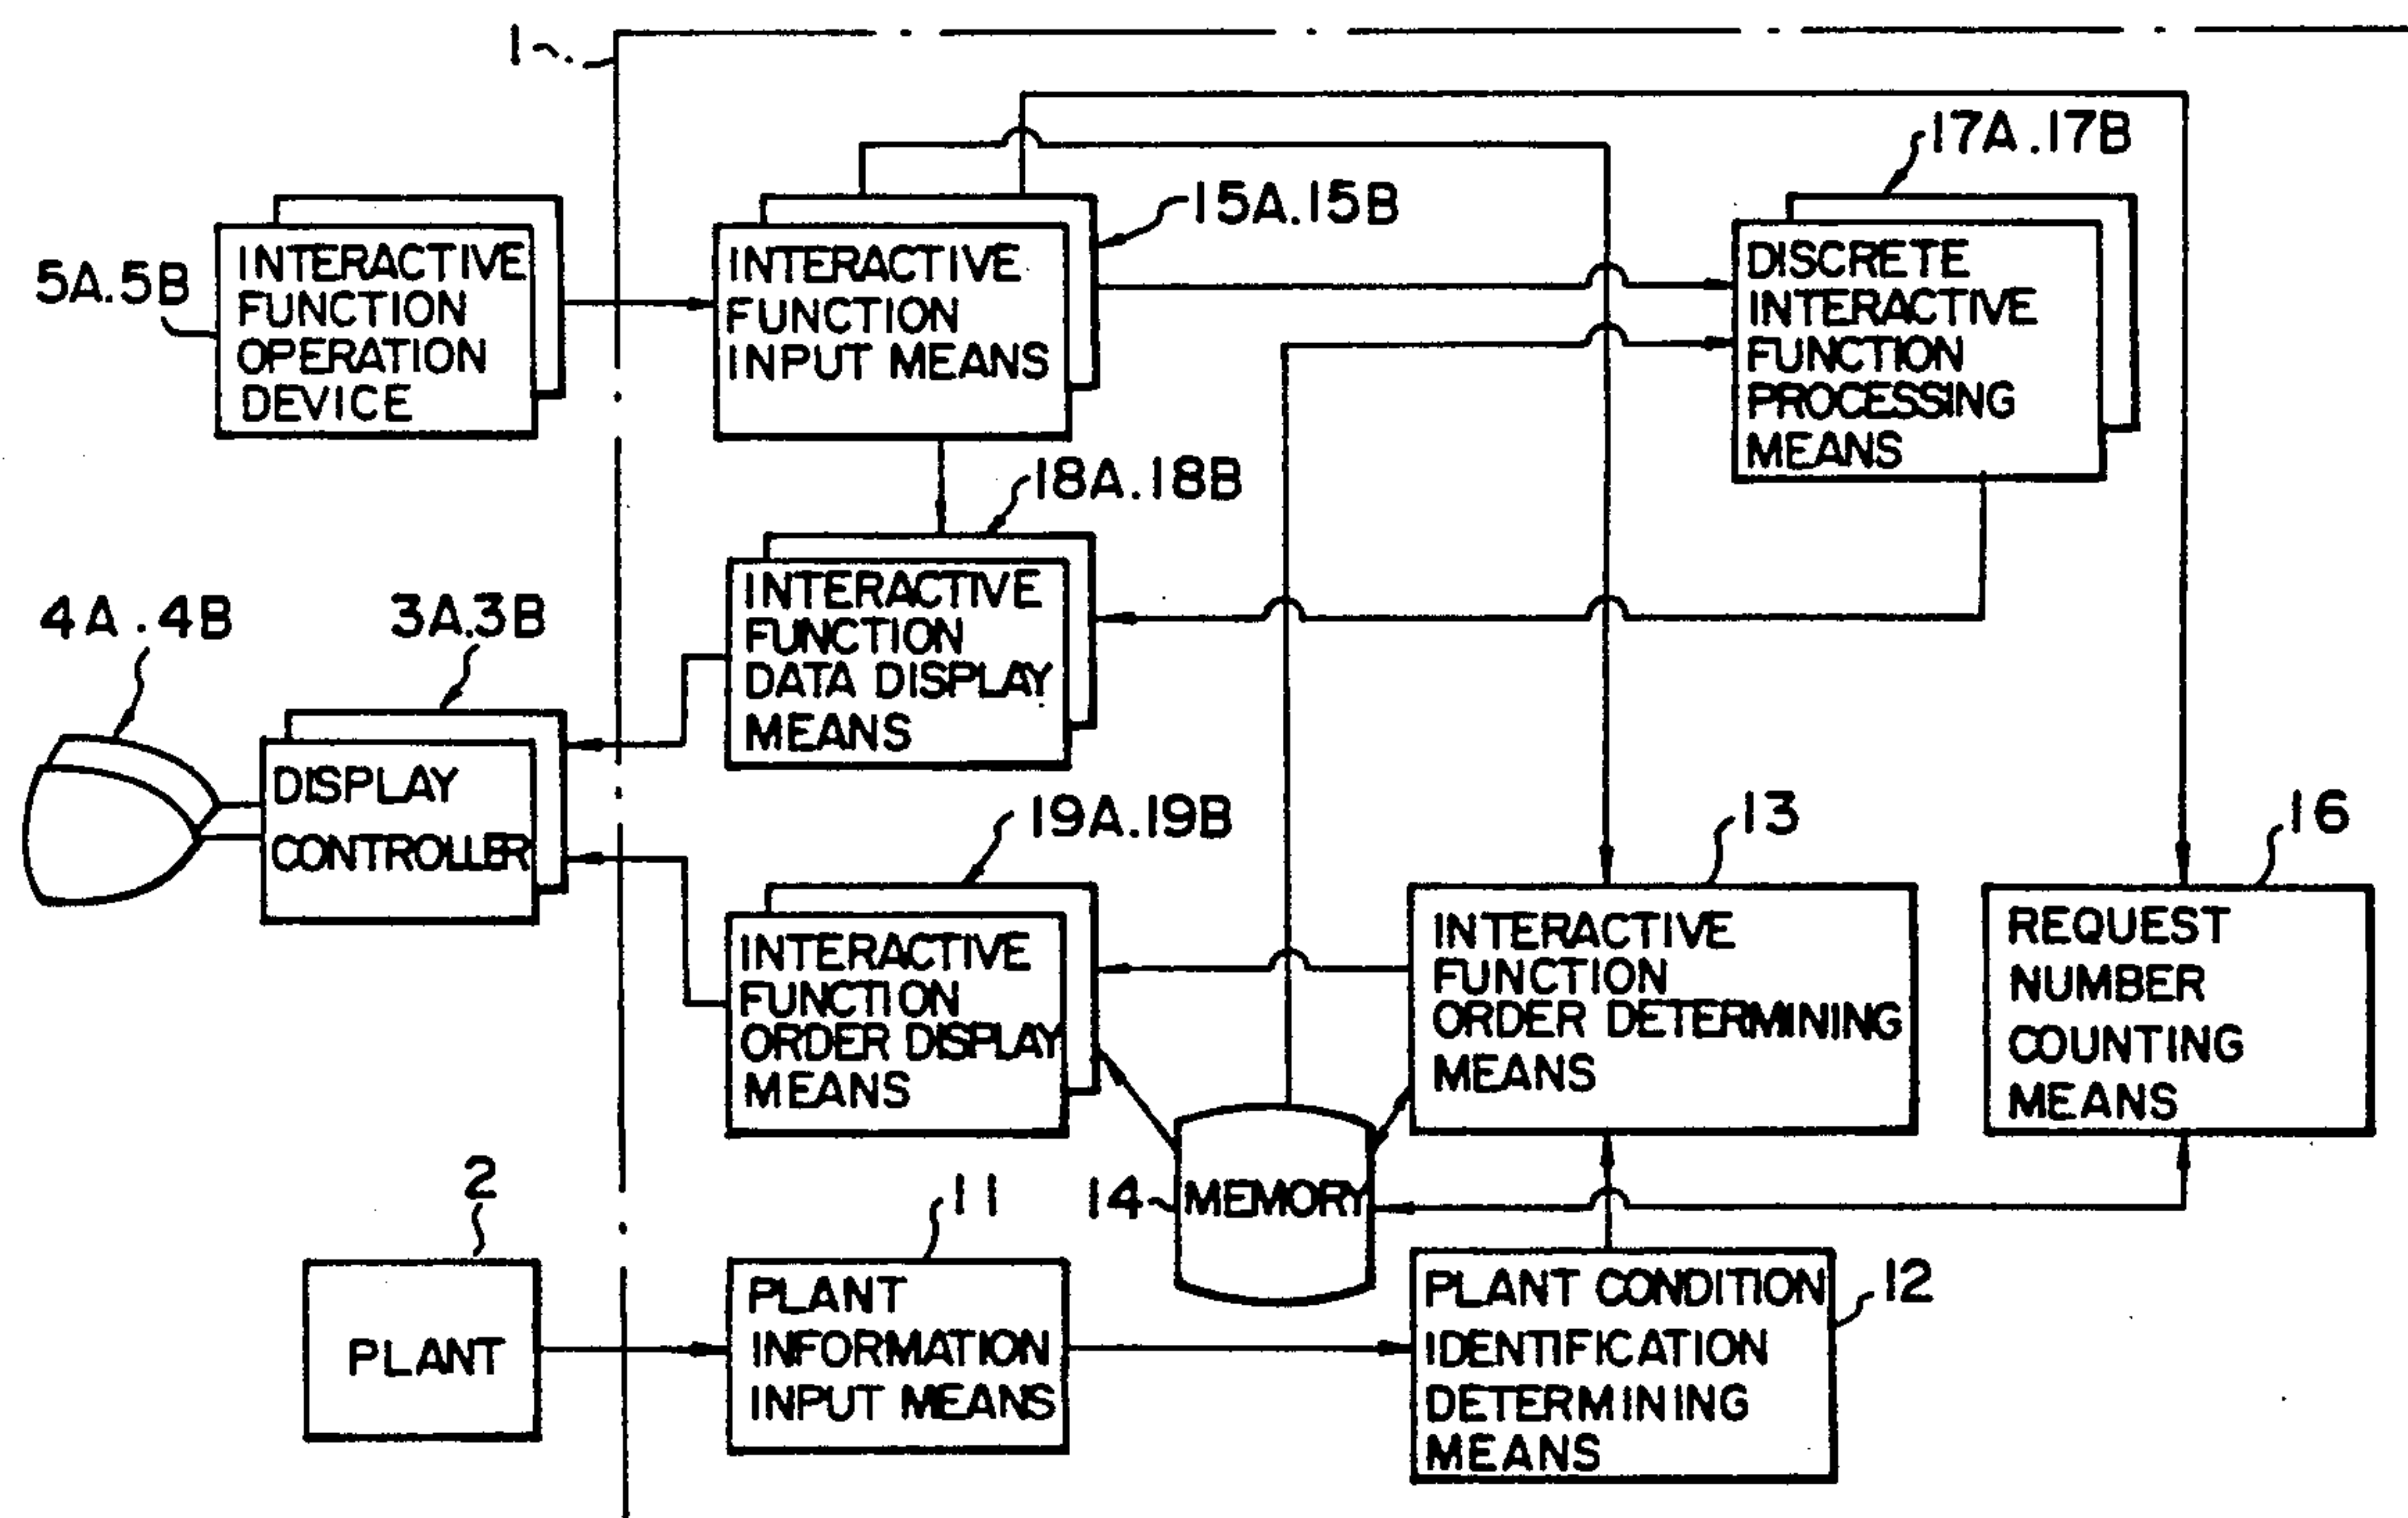 1
17A.17B
15A.15B
5A.5B
INTERACTIVE
FUNCTION
OPERATION
DEVICE
INTERACTIVE
FUNCTION
INPUT MEANS
DISCRETE
INTERACTIVE
FUNCTION
PROCESSING
MEANS
18A.18B
4A.4B
3A.3B
INTERACTIVE
FUNCTION
DATA DISPLAY
MEANS
DISPLAY
CONTROLLER
19A.19B
13
16
INTERACTIVE
FUNCTION
ORDER DISPLAY
MEANS
INTERACTIVE
FUNCTION
ORDER DETERMINING
MEANS
REQUEST
NUMBER
COUNTING
MEANS
2
11
14
MEMORY
12
PLANT
PLANT
INFORMATION
INPUT MEANS
PLANT CONDITION
IDENTIFICATION
DETERMINING
MEANS